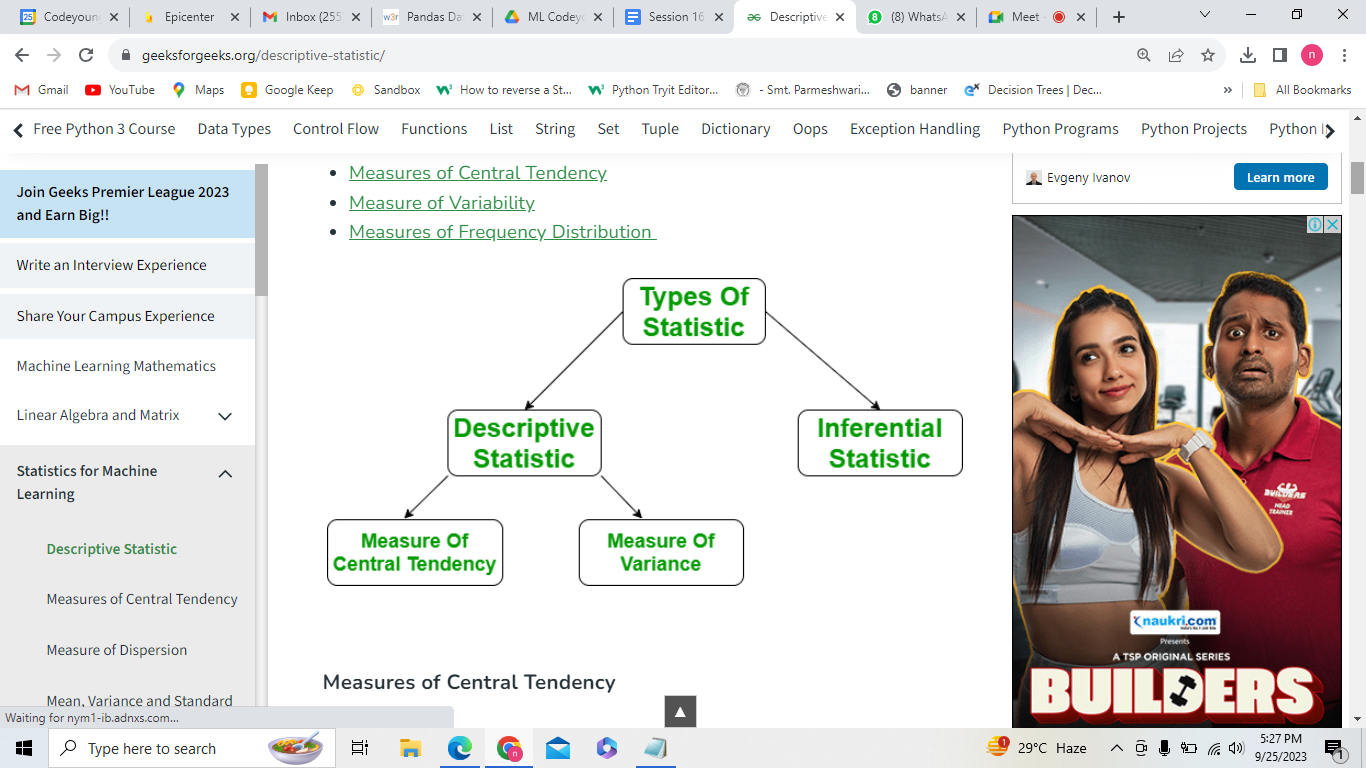 Codeyoung
Epicenter
Inbox (255
Pandas Da
ML Codeyo
Session 16
Descriptive
(8) WhatsA
Meet -
geeksforgeeks.org/descriptive-statistic/
n
Gmail
YouTube
Maps
Google Keep
Sandbox
How to reverse a St...
Python Tryit Editor...
- Smt. Parmeshwari...
banner
Decision Trees | Dec...
»
All Bookmarks
Free Python 3 Course
Data Types
Control Flow
Functions
List
String
Set
Tuple
Dictionary
Oops
Exception Handling
Python Programs
Python Projects
Python I
Join Geeks Premier League 2023
and Earn Big!!
Write an Interview Experience
Share Your Campus Experience
Machine Learning Mathematics
Linear Algebra and Matrix
Statistics for Machine
Learning
Descriptive Statistic
Measures of Central Tendency
Measure of Dispersion
Mean, Variance and Standard
Waiting for nym1-ib.adnxs.com...
Measures of Central Tendency
Measure of Variability
Measures of Frequency Distribution
Types Of
Statistic
Descriptive
Statistic
Inferential
Statistic
Measure Of
Central Tendency
Measure Of
Variance
Measures of Central Tendency
Evgeny Ivanov
Learn more
BUILDERS
HEAD
TRAINER
naukri.com
Presents
A TSP ORIGINAL SERIES
BUILDERS
Type here to search
29°C Haze
5:27 PM
9/25/2023